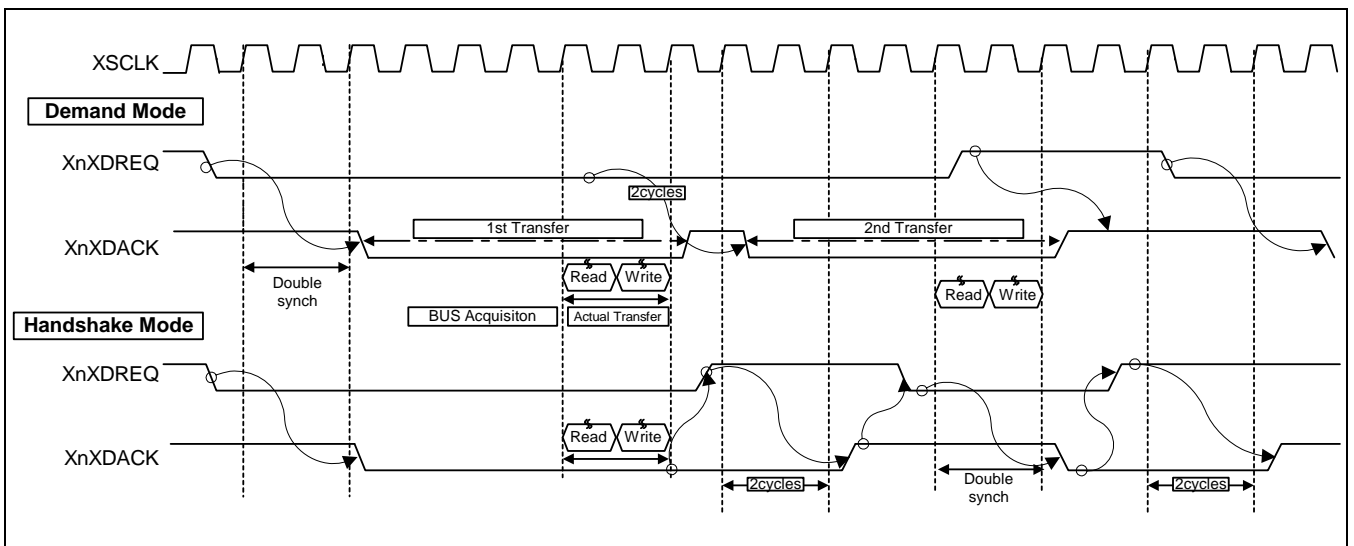 XSCLK
Demand Mode
XnXDREQ
2cycles
1st Transfer
2nd Transfer
XnXDACK
Read Write
Double
synch
Read Write
BUS Acquisiton
Actual Transfer
Handshake Mode
XnXDREQ
Read Write
XnXDACK
2cycles
Double
synch
2cycles